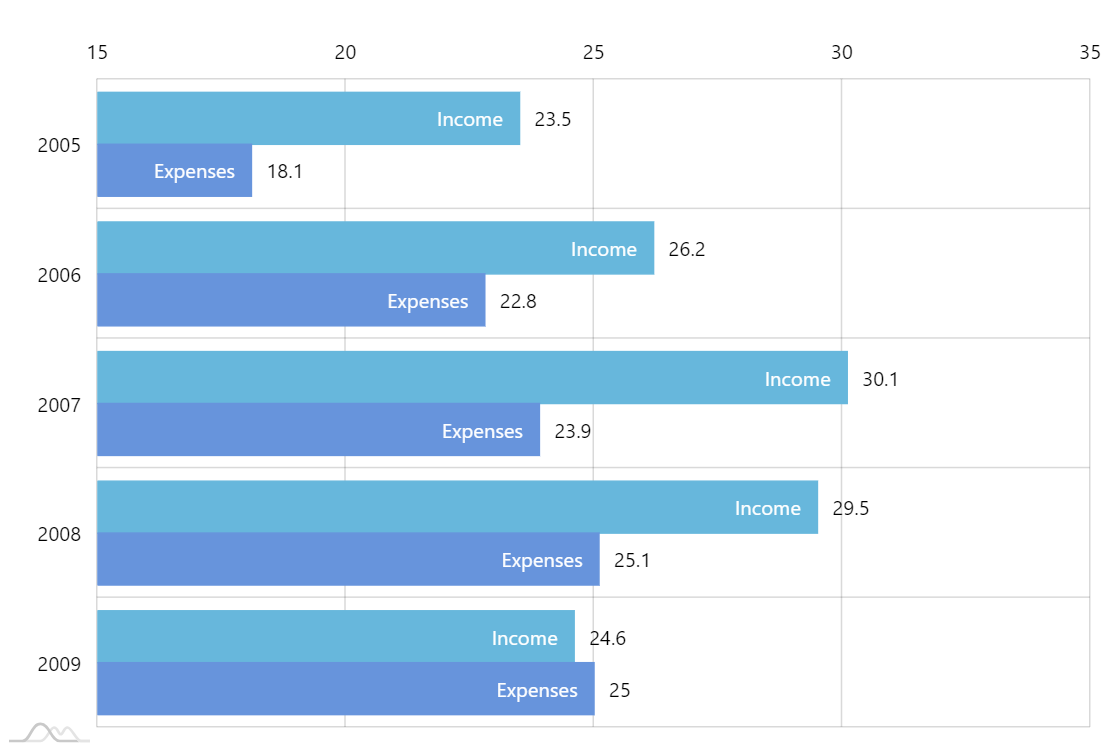 15 20 25 30 35
Income 23.5
2005
Expenses 18.1
Income 26.2
2006
Expenses 22.8
Income 30.1
2007
Expenses 23.9
Income 29.5
2008
Expenses 25.1
Income 24.6
2009
Expenses 25